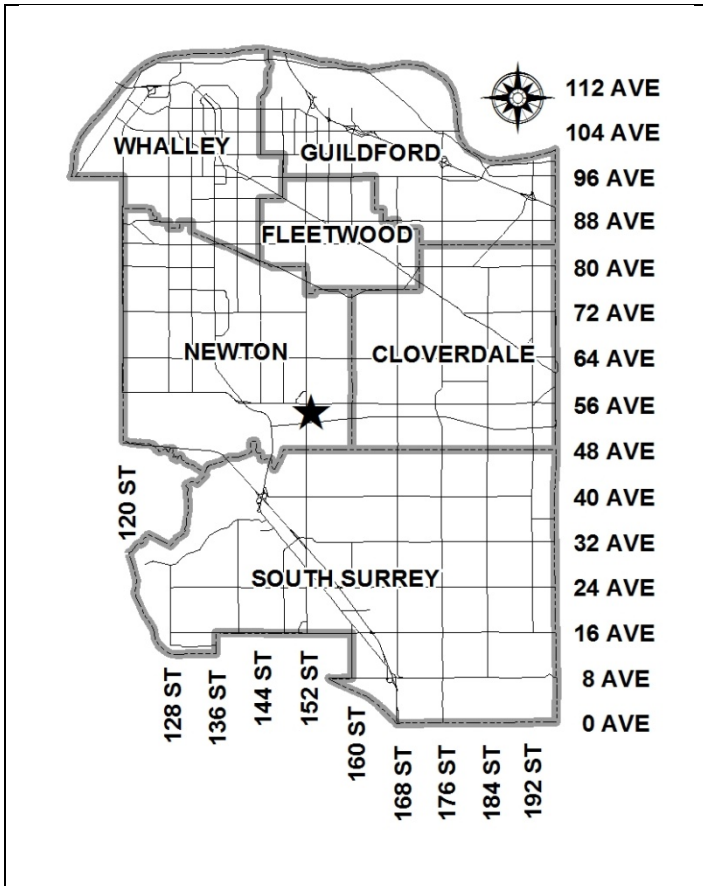 112 AVE
104 AVE
WHALLEY
GUILDFORD
96 AVE
88 AVE
FLEETWOOD
80 AVE
72 AVE
NEWTON
CLOVERDALE
64 AVE
56 AVE
48 AVE
120 ST
40 AVE
32 AVE
SOUTH SURREY
24 AVE
16 AVE
128 ST
136 ST
144 ST
152 ST
160 ST
8 AVE
0 AVE
168 ST
176 ST
184 ST
192 ST